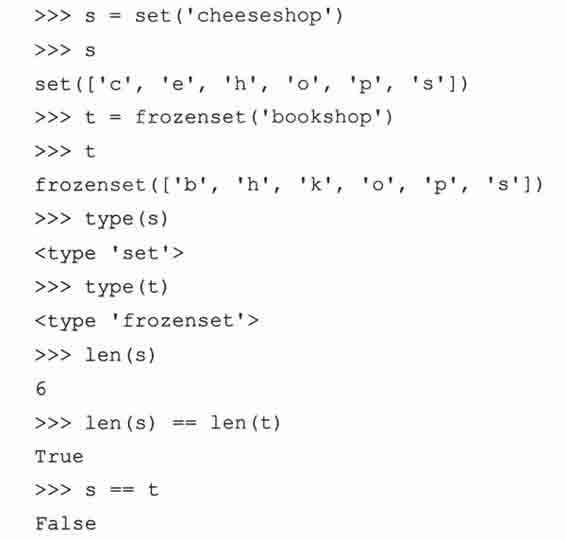 >>> s = set('cheeseshop')
>>> s
set(['c', 'e', 'h', 'o', 'p', 's'])
>>> t = frozenset('bookshop')
>>> t
frozenset(['b', 'h', 'k', 'o', 'p', 's'])
>>> type(s)
<type 'set'>
>>> type(t)
<type 'frozenset'>
>>> len(s)
6
>>> len(s) == len(t)
True
>>> s == t
False